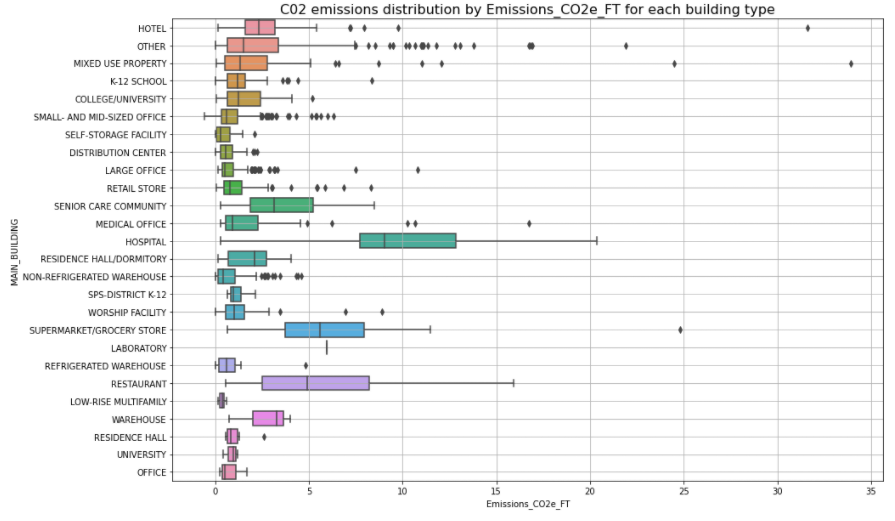 C02 emissions distribution by Emissions_CO2e_FT for each building type
MAIN_BUILDING
HOTEL
OTHER
MIXED USE PROPERTY
K-12 SCHOOL
COLLEGE/UNIVERSITY
SMALL- AND MID-SIZED OFFICE
SELF-STORAGE FACILITY
DISTRIBUTION CENTER
LARGE OFFICE
RETAIL STORE
SENIOR CARE COMMUNITY
MEDICAL OFFICE
HOSPITAL
RESIDENCE HALL/DORMITORY
NON-REFRIGERATED WAREHOUSE
SPS-DISTRICT K-12
WORSHIP FACILITY
SUPERMARKET/GROCERY STORE
LABORATORY
REFRIGERATED WAREHOUSE
RESTAURANT
LOW-RISE MULTIFAMILY
WAREHOUSE
RESIDENCE HALL
UNIVERSITY
OFFICE
0 5 10 15 20 25 30 35
Emissions_CO2e_FT